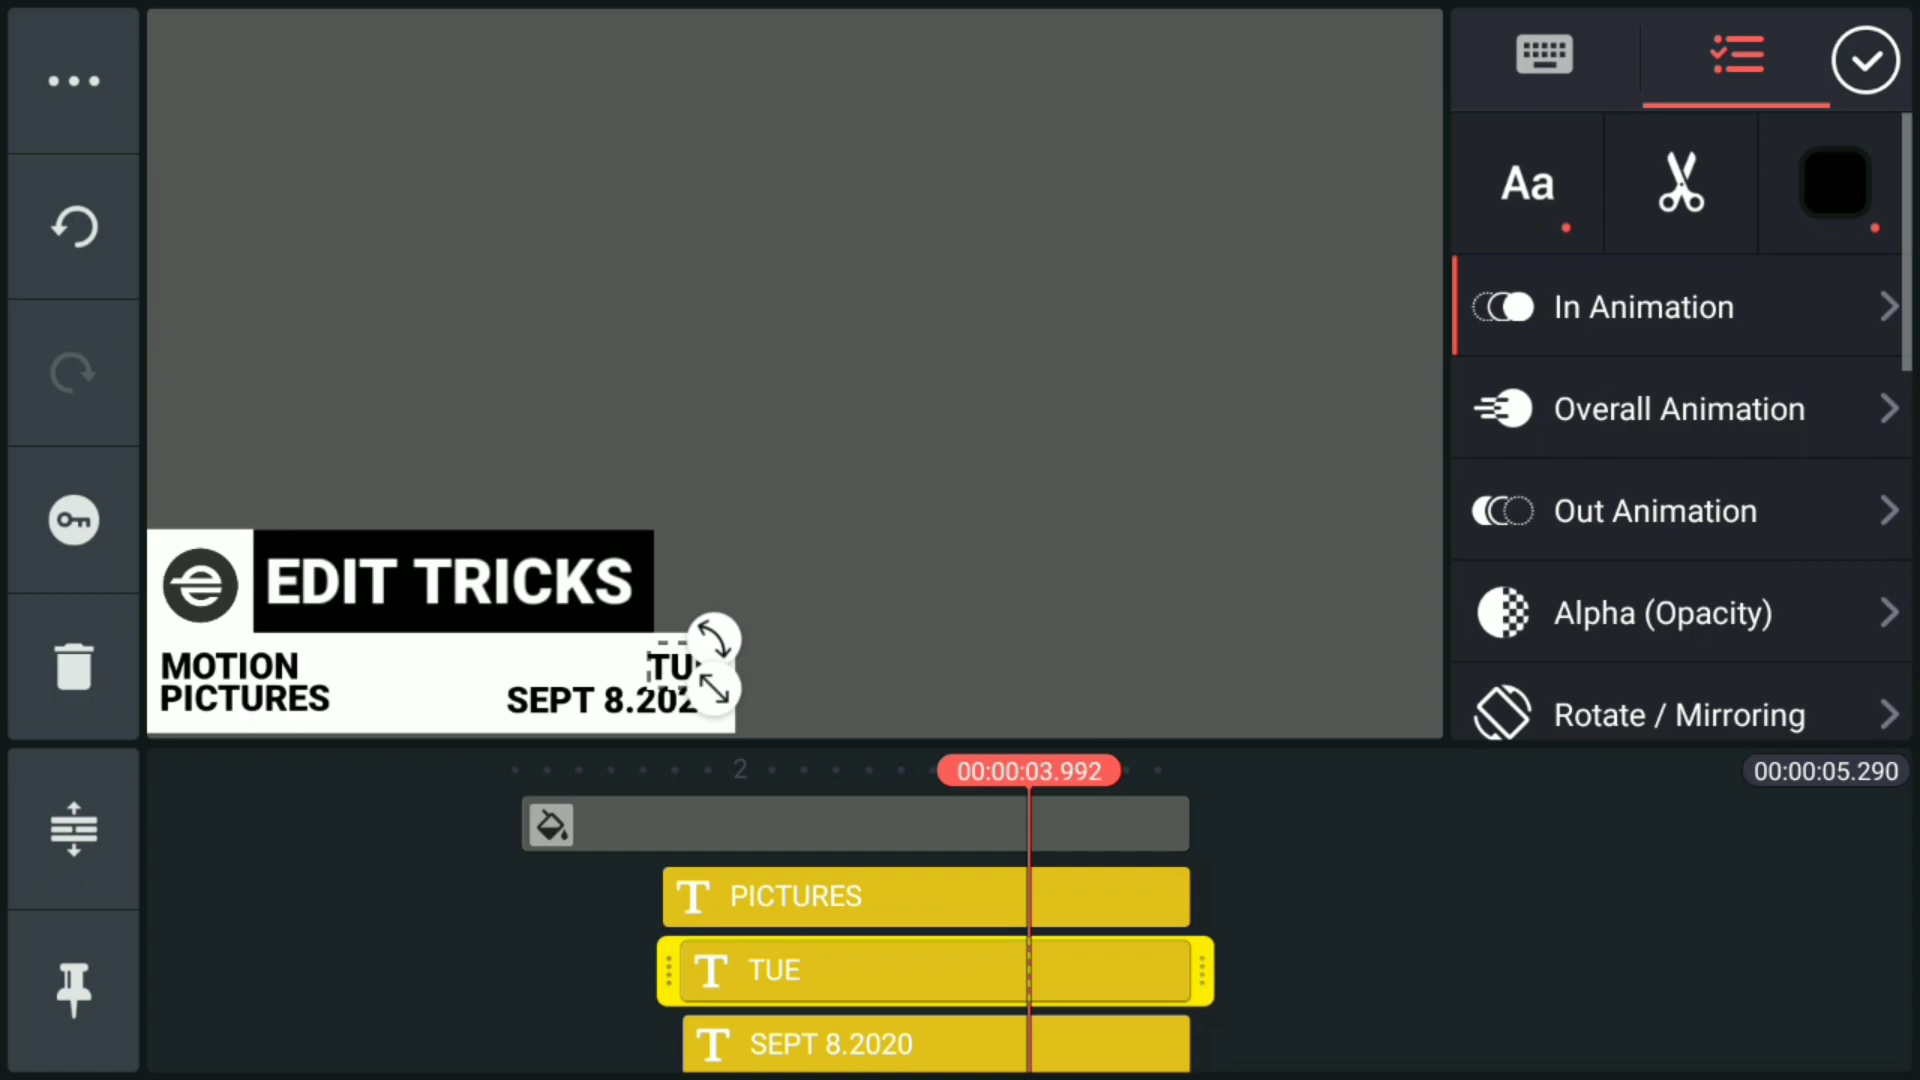 Aa
In Animation
Overall Animation
Out Animation
Alpha (Opacity)
Rotate / Mirroring
EDIT TRICKS
MOTION
PICTURES
TU
SEPT 8.202
2
00:00:03.992
00:00:05.290
T PICTURES
T TUE
T SEPT 8.2020